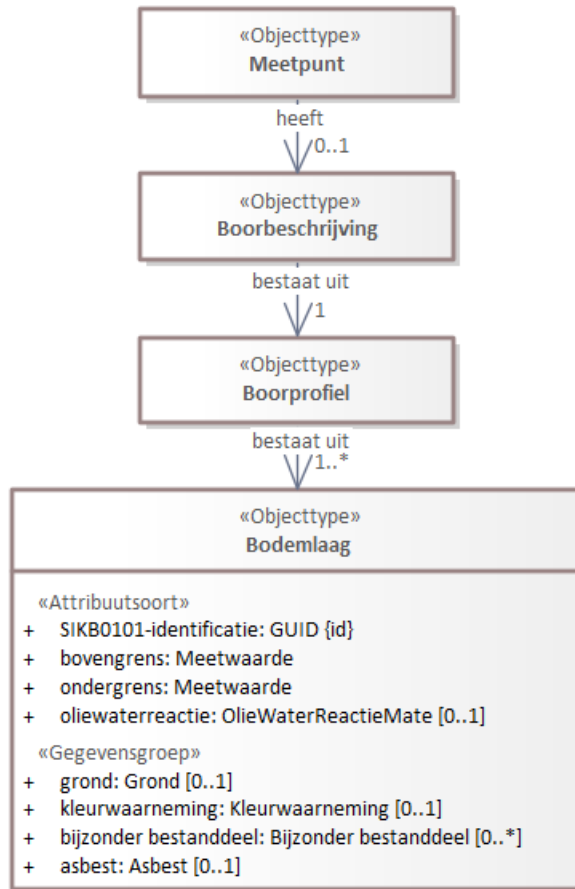 «Objecttype»
Meetpunt
heeft
0..1
«Objecttype»
Boorbeschrijving
bestaat uit
1
«Objecttype»
Boorprofiel
bestaat uit
1..*
«Objecttype»
Bodemlaag
«Attribuutsoort»
+ SIKB0101-identificatie: GUID {id}
+ bovengrens: Meetwaarde
+ ondergrens: Meetwaarde
+ oliewaterreactie: OlieWaterReactieMate [0..1]
«Gegevensgroep»
+ grond: Grond [0..1]
+ kleurwaarneming: Kleurwaarneming [0..1]
+ bijzonder bestanddeel: Bijzonder bestanddeel [0..*]
+ asbest: Asbest [0..1]